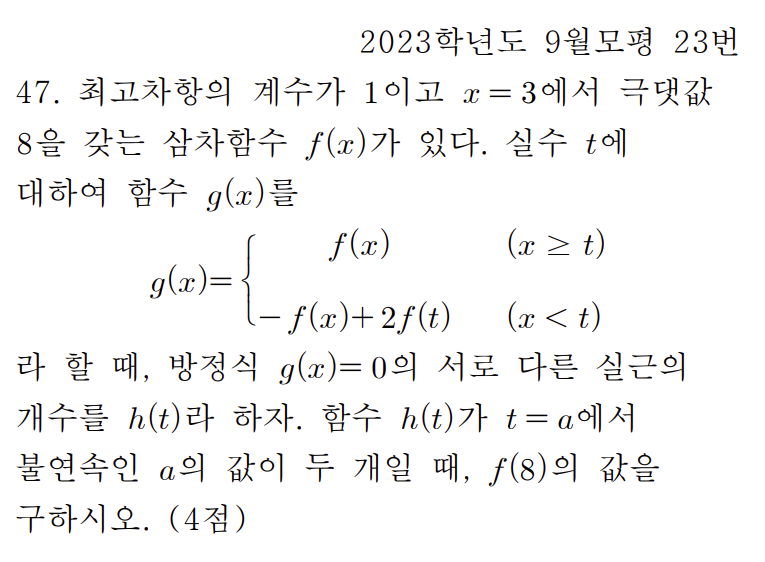 2023학년도 9월모평 23번
47. 최고차항의 계수가 1이고 x = 3에서 극댓값
8을 갖는 삼차함수 f(x)가 있다. 실수 t에
대하여 함수 g(x)를
g(x)= { f(x) (x ≥ t)
− f(x)+2f(t) (x < t)
라 할 때, 방정식 g(x)= 0의 서로 다른 실근의
개수를 h(t)라 하자. 함수 h(t)가 t = a에서
불연속인 a의 값이 두 개일 때, f(8)의 값을
구하시오. (4점)